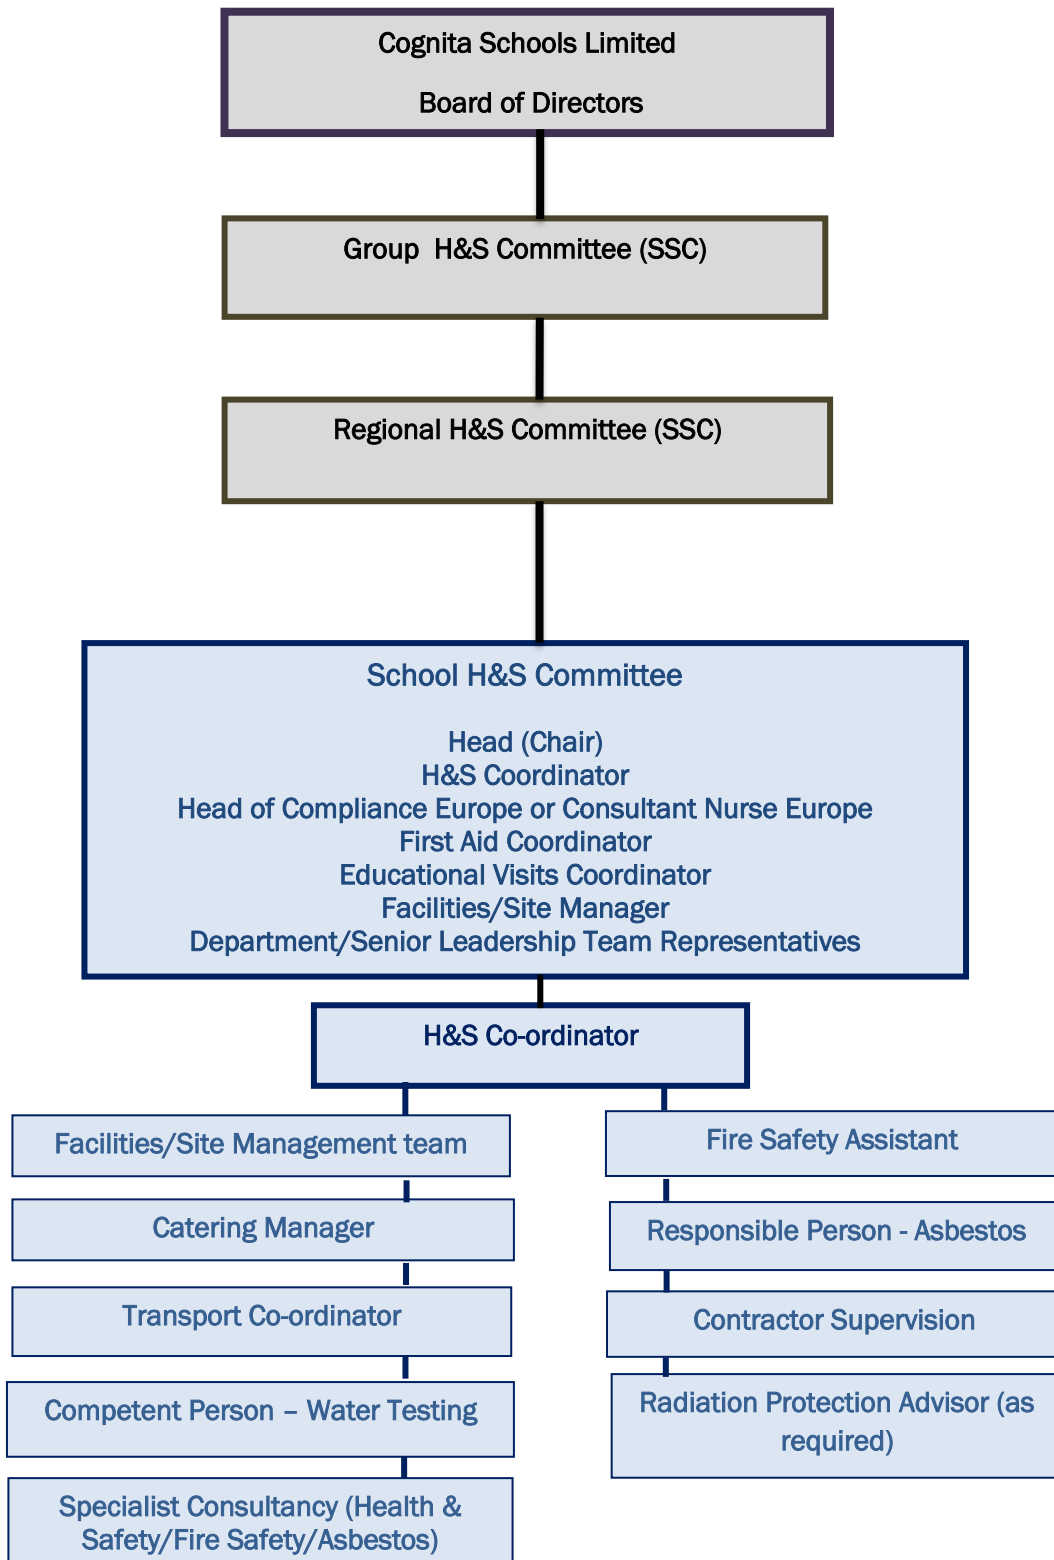 Cognita Schools Limited
Board of Directors
Group H&S Committee (SSC)
Regional H&S Committee (SSC)
School H&S Committee
Head (Chair)
H&S Coordinator
Head of Compliance Europe or Consultant Nurse Europe
First Aid Coordinator
Educational Visits Coordinator
Facilities/Site Manager
Department/Senior Leadership Team Representatives
H&S Co-ordinator
Facilities/Site Management team
Catering Manager
Transport Co-ordinator
Competent Person – Water Testing
Specialist Consultancy (Health &
Safety/Fire Safety/Asbestos)
Fire Safety Assistant
Responsible Person - Asbestos
Contractor Supervision
Radiation Protection Advisor (as
required)